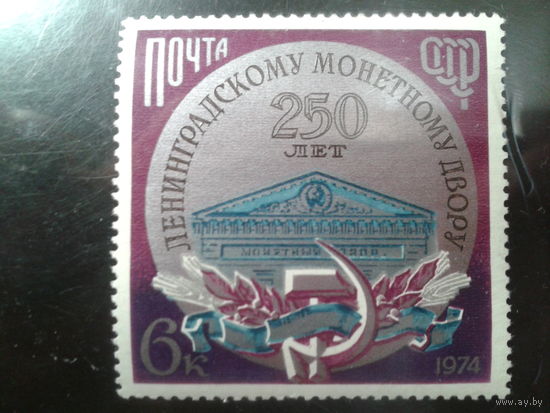 ПОЧТА СССР
ЛЕНИНГРАДСКОМУ МОНЕТНОМУ ДВОРУ
250
ЛЕТ
МОНЕТНЫЙ ДВОР
6к
1974
www.ay.by